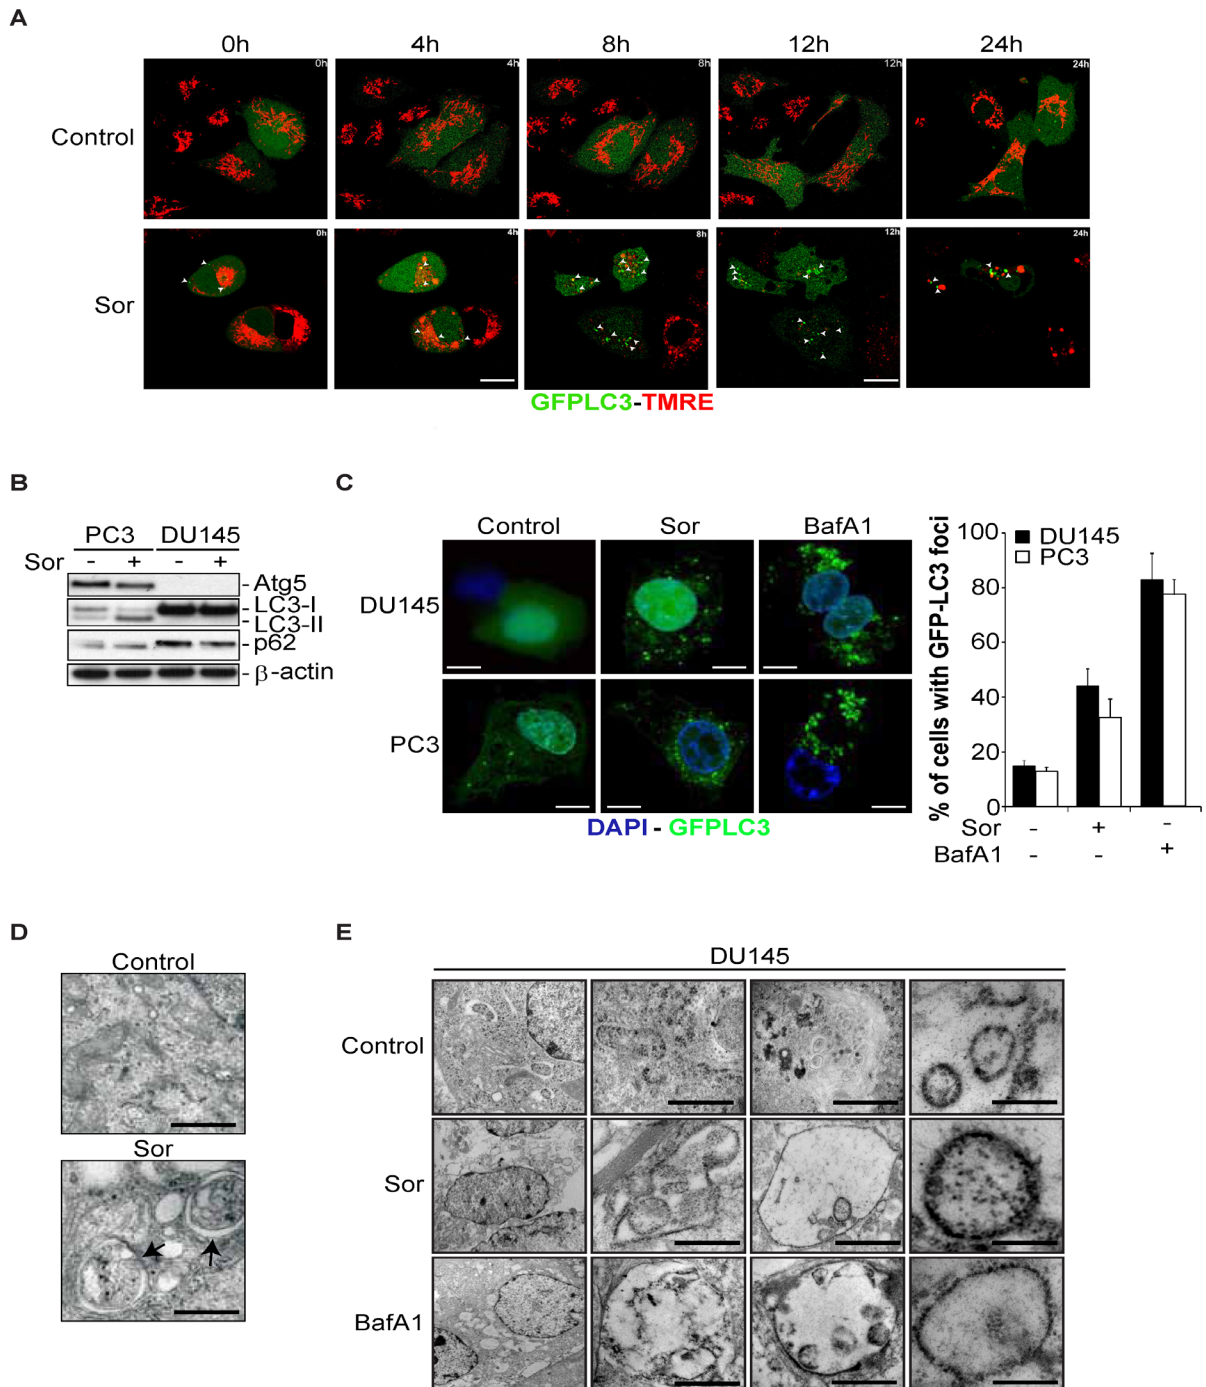 A
0h 4h 8h 12h 24h
0h 4h 8h 12h 24h
Control
0h 4h 8h 12h 24h
Sor
GFPLC3-TMRE
B
PC3 DU145
Sor - + - +
- Atg5
- LC3-I
- LC3-II
- p62
- β-actin
C
Control Sor BafA1
DU145
PC3
DAPI - GFPLC3
% of cells with GFP-LC3 foci
100
80
60
40
20
0
DU145
PC3
Sor - + -
BafA1 - - +
D
Control
Sor
E
DU145
Control
Sor
BafA1